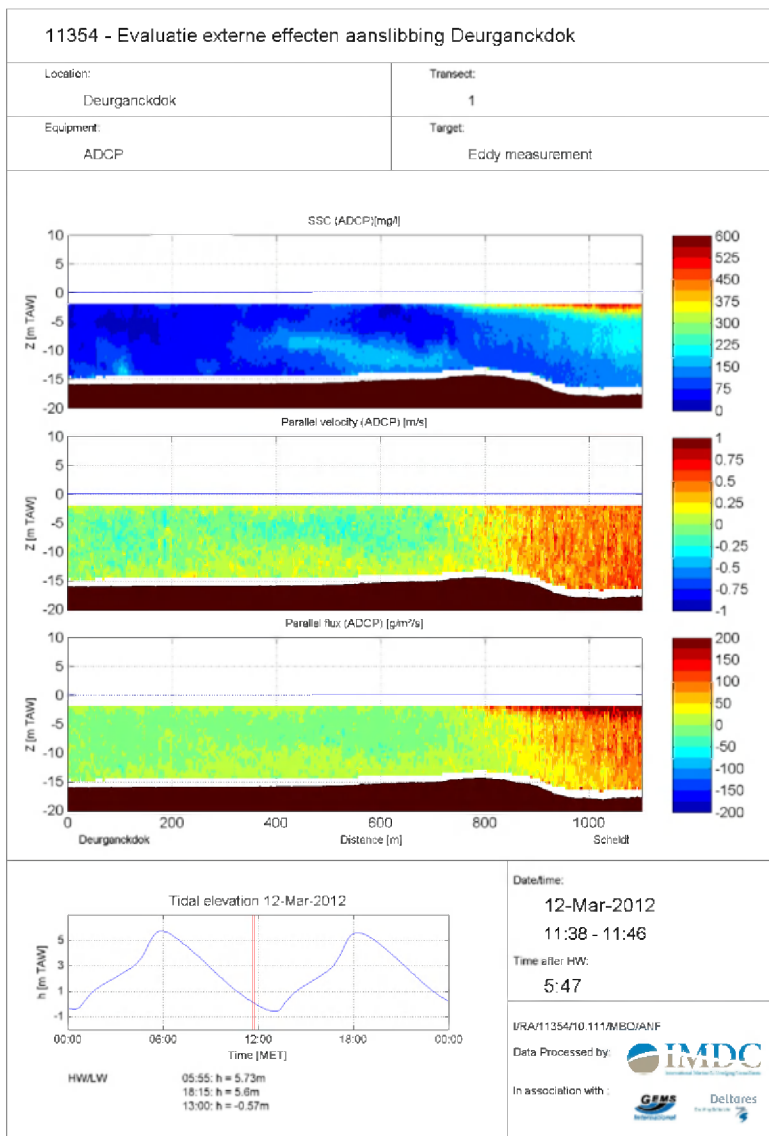 11354 - Evaluatie externe effecten aanslibbing Deurganckdok
Location:
Deurganckdok
Transect:
1
Equipment:
ADCP
Target:
Eddy measurement
SSC (ADCP)[mg/l]
Z [m TAW]
10
5
0
-5
-10
-15
-20
600
525
450
375
300
225
150
75
0
Parallel velocity (ADCP) [m/s]
Z [m TAW]
10
5
0
-5
-10
-15
-20
1
0.75
0.5
0.25
0
-0.25
-0.5
-0.75
-1
Parallel flux (ADCP) [g/m²/s]
Z [m TAW]
10
5
0
-5
-10
-15
-20
200
150
100
50
0
-50
-100
-150
-200
0 200 400 600 800 1000
Deurganckdok Distance [m] Scheldt
Tidal elevation 12-Mar-2012
h [m TAW]
5
3
1
-1
00:00 06:00 12:00 18:00 00:00
Time [MET]
HW/LW 05:55: h = 5.73m
18:15: h = 5.6m
13:00: h = -0.57m
Date/time:
12-Mar-2012
11:38 - 11:46
Time after HW:
5:47
I/RA/11354/10.111/MBO/ANF
Data Processed by:
IMDC
In association with :
GEMS
International
Deltares